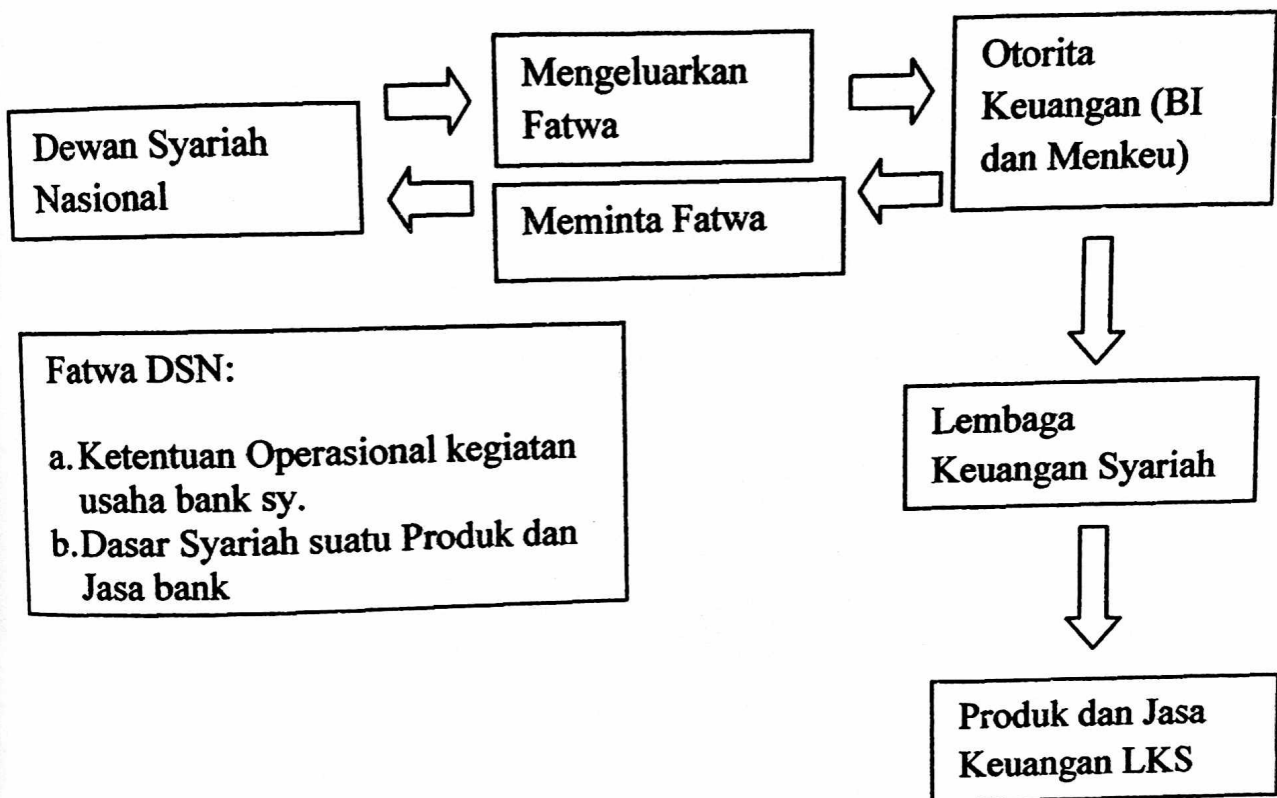 Dewan Syariah
Nasional
Mengeluarkan
Fatwa
Meminta Fatwa
Otorita
Keuangan (BI
dan Menkeu)
Fatwa DSN:
a. Ketentuan Operasional kegiatan
usaha bank sy.
b. Dasar Syariah suatu Produk dan
Jasa bank
Lembaga
Keuangan Syariah
Produk dan Jasa
Keuangan LKS